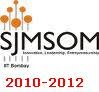 SJMSOM
Innovation, Leadership, Entrepreneurship
IIT Bombay
2010-2012